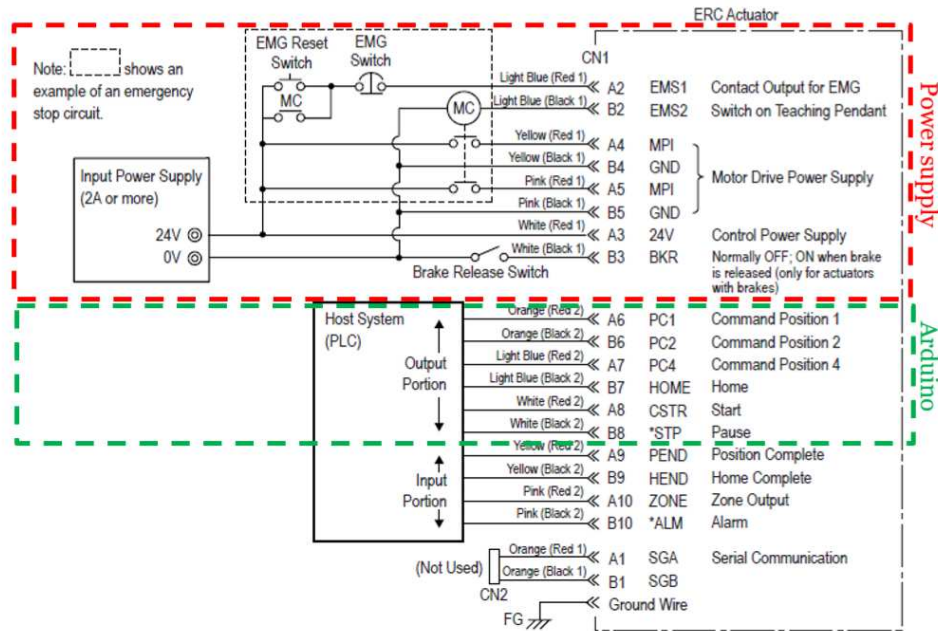 ERC Actuator
CN1
Note: shows an
example of an emergency
stop circuit.
EMG Reset
Switch
EMG
Switch
MC
MC
Input Power Supply
(2A or more)
24V
0V
Brake Release Switch
Light Blue (Red 1) A2 EMS1 Contact Output for EMG
Light Blue (Black 1) B2 EMS2 Switch on Teaching Pendant
Yellow (Red 1) A4 MPI
Yellow (Black 1) B4 GND
Motor Drive Power Supply
Pink (Red 1) A5 MPI
Pink (Black 1) B5 GND
White (Red 1) A3 24V Control Power Supply
White (Black 1) B3 BKR Normally OFF; ON when brake
is released (only for actuators
with brakes)
Power supply
Host System
(PLC)
Output
Portion
Input
Portion
Orange (Red 2) A6 PC1 Command Position 1
Orange (Black 2) B6 PC2 Command Position 2
Light Blue (Red 2) A7 PC4 Command Position 4
Light Blue (Black 2) B7 HOME Home
White (Red 2) A8 CSTR Start
White (Black 2) B8 *STP Pause
Arduino
Yellow (Red 2) A9 PEND Position Complete
Yellow (Black 2) B9 HEND Home Complete
Pink (Red 2) A10 ZONE Zone Output
Pink (Black 2) B10 *ALM Alarm
(Not Used)
CN2
Orange (Red 1) A1 SGA Serial Communication
Orange (Black 1) B1 SGB
FG
Ground Wire